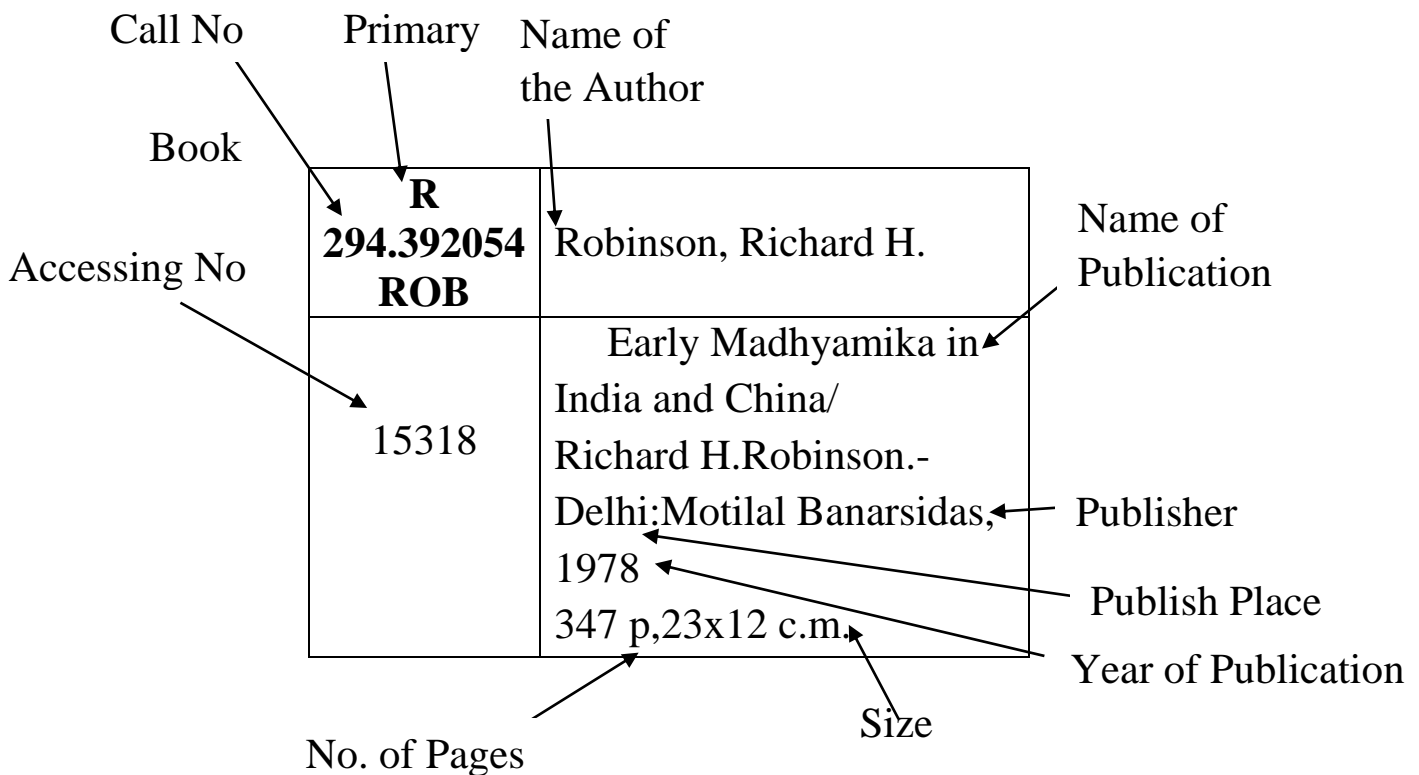 Call No
Primary
Name of
the Author
Book
R
294.392054
ROB
Robinson, Richard H.
Name of
Publication
Accessing No
Early Madhyamika in
India and China/
Richard H.Robinson.-
Delhi:Motilal Banarsidas,
1978
347 p,23x12 c.m.
15318
Publisher
Publish Place
Year of Publication
Size
No. of Pages